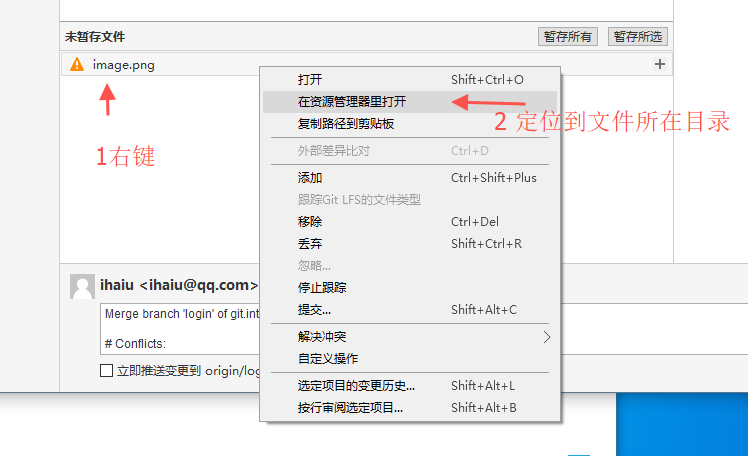 未暂存文件 暂存所有 暂存所选
image.png +
打开 Shift+Ctrl+O
在资源管理器里打开
2 定位到文件所在目录
复制路径到剪贴板
1右键
外部差异比对 Ctrl+D
添加 Ctrl+Shift+Plus
跟踪Git LFS的文件类型
移除 Ctrl+Del
丢弃 Shift+Ctrl+R
忽略...
停止跟踪
提交... Shift+Alt+C
解决冲突
自定义操作
选定项目的变更历史... Shift+Alt+L
按行审阅选定项目... Shift+Alt+B
ihaiu <ihaiu@qq.com>
Merge branch 'login' of git.int
# Conflicts:
立即推送变更到 origin/log